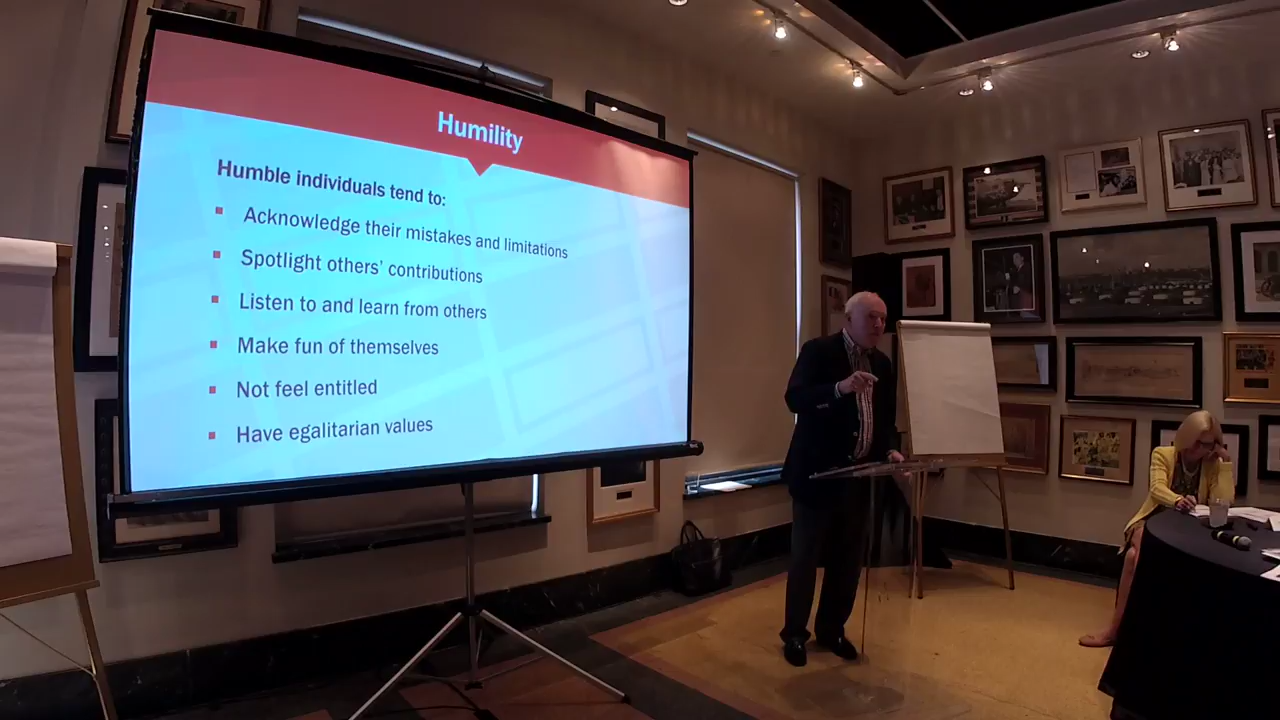 Humility
Humble individuals tend to:
Acknowledge their mistakes and limitations
Spotlight others' contributions
Listen to and learn from others
Make fun of themselves
Not feel entitled
Have egalitarian values